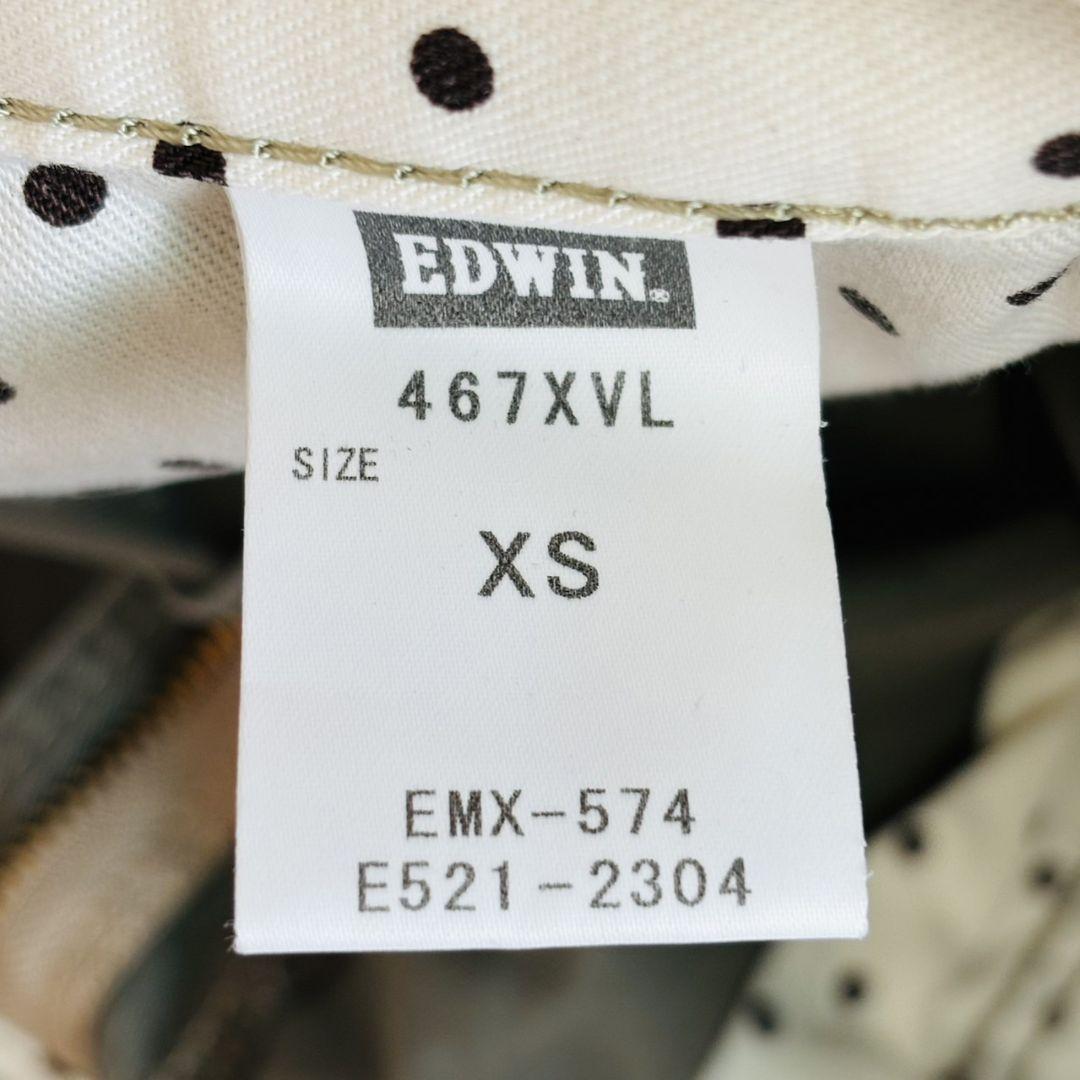 EDWIN®
467XVL
SIZE
XS
EMX-574
E521-2304